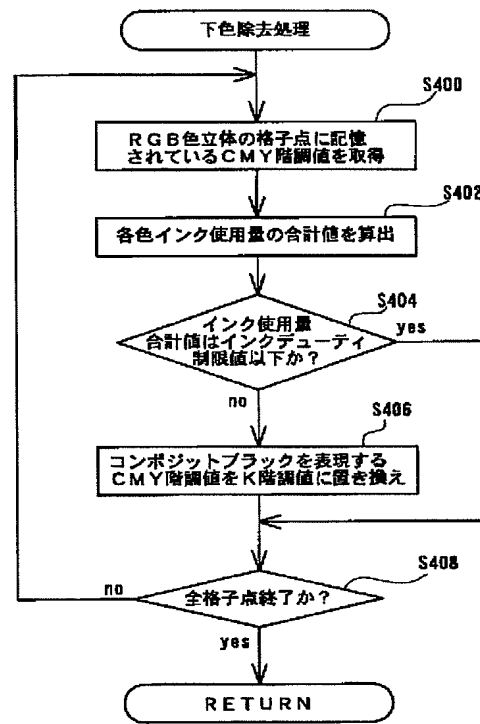 下色除去処理
S400
RGB色立体の格子点に記憶
されているCMY階調値を取得
S402
各色インク使用量の合計値を算出
S404
インク使用量
合計値はインクデューティ
制限値以下か?
yes
no
S406
コンポジットブラックを表現する
CMY階調値をK階調値に置き換え
S408
全格子点終了か?
no
yes
RETURN